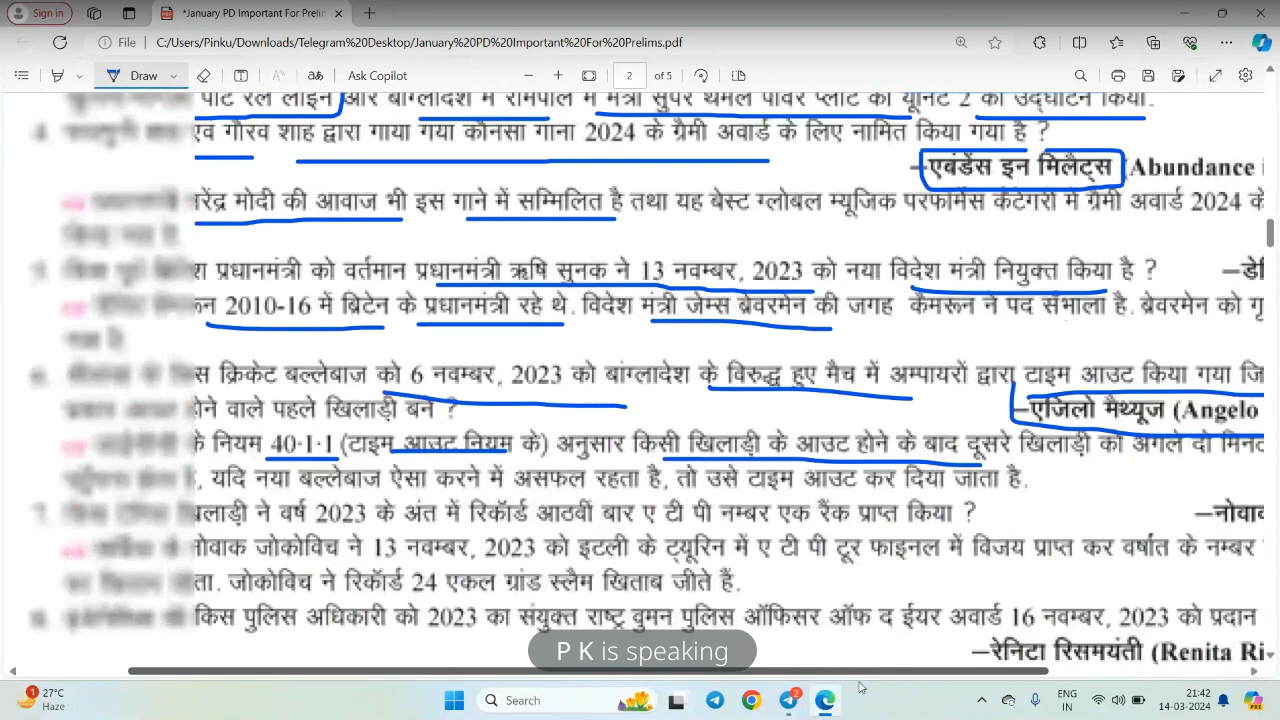 Sign in
*January PD Important For Prelim
File C:/Users/Pinku/Downloads/Telegram%20Downloads/January%20PD%20Important%20For%20Prelims.pdf
Draw
Ask Copilot
2 of 5
पोर्ट रेल लाइन और बांग्लादेश में रामपाल में मैत्री सुपर थर्मल पावर प्लांट की यूनिट 2 का उद्घाटन किया.
4. एवं गौरव शाह द्वारा गाया गया कौनसा गाना 2024 के ग्रैमी अवार्ड के लिए नामित किया गया है ?
—एबंडेंस इन मिलैट्स (Abundance
नरेंद्र मोदी की आवाज भी इस गाने में सम्मिलित है तथा यह बेस्ट ग्लोबल म्यूजिक परफॉर्मेंस कैटेगरी में ग्रैमी अवार्ड 2024 के
प्रधानमंत्री को वर्तमान प्रधानमंत्री ऋषि सुनक ने 13 नवम्बर, 2023 को नया विदेश मंत्री नियुक्त किया है ?
2010-16 में ब्रिटेन के प्रधानमंत्री रहे थे. विदेश मंत्री जेम्स ब्रेवरमेन की जगह कैमरून ने पद संभाला है. ब्रेवरमेन को
क्रिकेट बल्लेबाज को 6 नवम्बर, 2023 को बांग्लादेश के विरुद्ध हुए मैच में अम्पायरों द्वारा टाइम आउट किया गया
होने वाले पहले खिलाड़ी बने ?
—एंजिलो मैथ्यूज (Angelo
के नियम 40·1·1 (टाइम आउट नियम के) अनुसार किसी खिलाड़ी के आउट होने के बाद दूसरे खिलाड़ी को अगले दो मिनट
, यदि नया बल्लेबाज ऐसा करने में असफल रहता है, तो उसे टाइम आउट कर दिया जाता है.
खिलाड़ी ने वर्ष 2023 के अंत में रिकॉर्ड आठवीं बार ए टी पी नम्बर एक रैंक प्राप्त किया ?
नोवाक जोकोविच ने 13 नवम्बर, 2023 को इटली के ट्यूरिन में ए टी पी टूर फाइनल में विजय प्राप्त कर वर्षांत के नम्बर
जोकोविच ने रिकॉर्ड 24 एकल ग्रांड स्लैम खिताब जीते हैं.
किस पुलिस अधिकारी को 2023 का संयुक्त राष्ट्र वुमन पुलिस ऑफिसर ऑफ द ईयर अवार्ड 16 नवम्बर, 2023 को प्रदान
P K is speaking
—रेनिटा रिसमयंती (Renita
1
27°C
Haze
Search
2
ENG
IN
21:42
14-03-2024